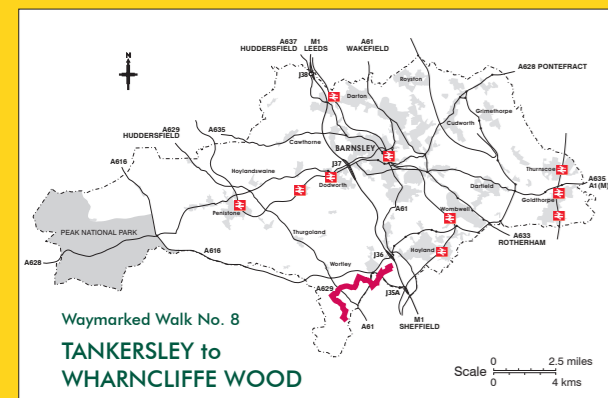 A637
HUDDERSFIELD
M1
LEEDS
A61
WAKEFIELD
N
J38
Royston
A628 PONTEFRACT
Darton
Grimethorpe
A629
HUDDERSFIELD
A635
Cudworth
Cawthorne
BARNSLEY
A616
J37
Thurnscoe
Hoylandswaine
Dodworth
Darfield
A635
A1 (M)
Goldthorpe
Penistone
A61
Wombwell
PEAK NATIONAL PARK
Thurgoland
A633
ROTHERHAM
A616
J36
Hoyland
A628
Wortley
A629
J35A
M1
SHEFFIELD
A61
Waymarked Walk No. 8
TANKERSLEY to
WHARNCLIFFE WOOD
Scale
0 2.5 miles
0 4 kms